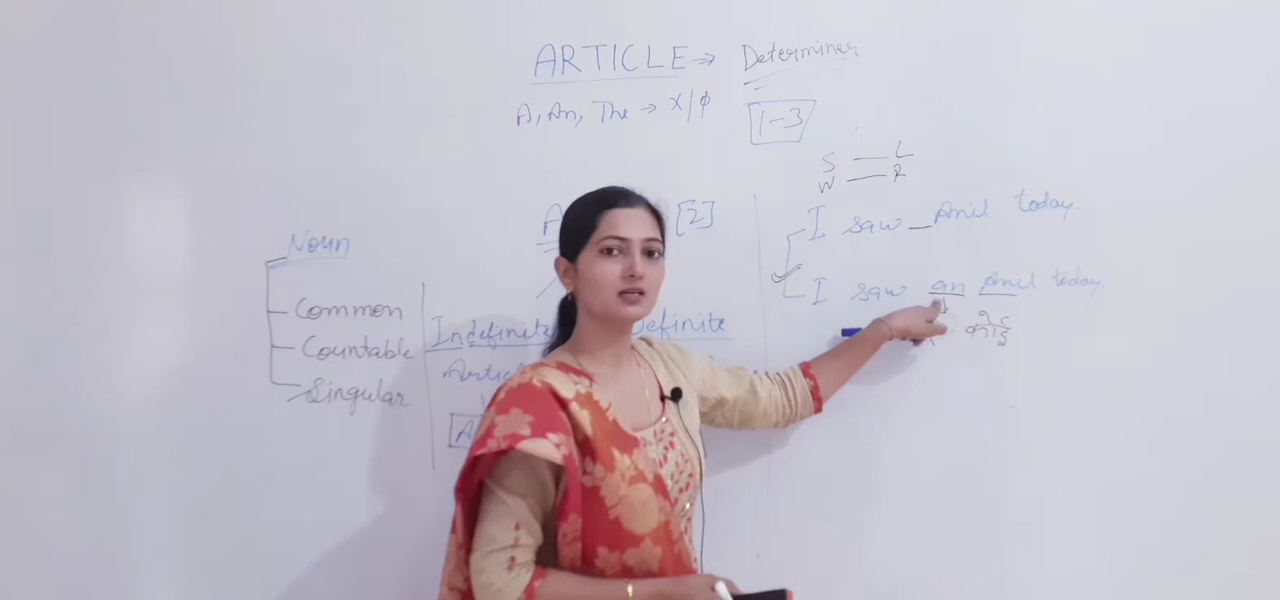 ARTICLE → Determiner
A, An, The → X/φ
[1-3]
S — L
W — R
[2]
Noun
Common
Countable
Singular
Indefinite
Definite
I saw _ Anil today.
I saw an Anil today